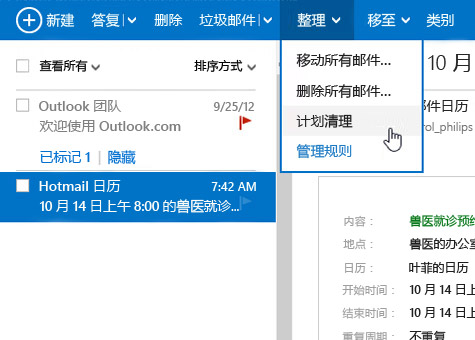 新建 答复 删除 垃圾邮件 整理 移至 类别
查看所有 排序方式
Outlook 团队 9/25/12
欢迎使用 Outlook.com
已标记 1 | 隐藏
Hotmail 日历 7:42 AM
10 月 14 日上午 8:00 的兽医就诊...
移动所有邮件...
删除所有邮件...
计划清理
管理规则
10 月
件日历
rol_philips
内容： 兽医就诊预约
地点： 兽医的办公室
日历： 叶菲的日历
开始时间： 10 月 14 日上
结束时间： 10 月 14 日上
重复周期： 不重复